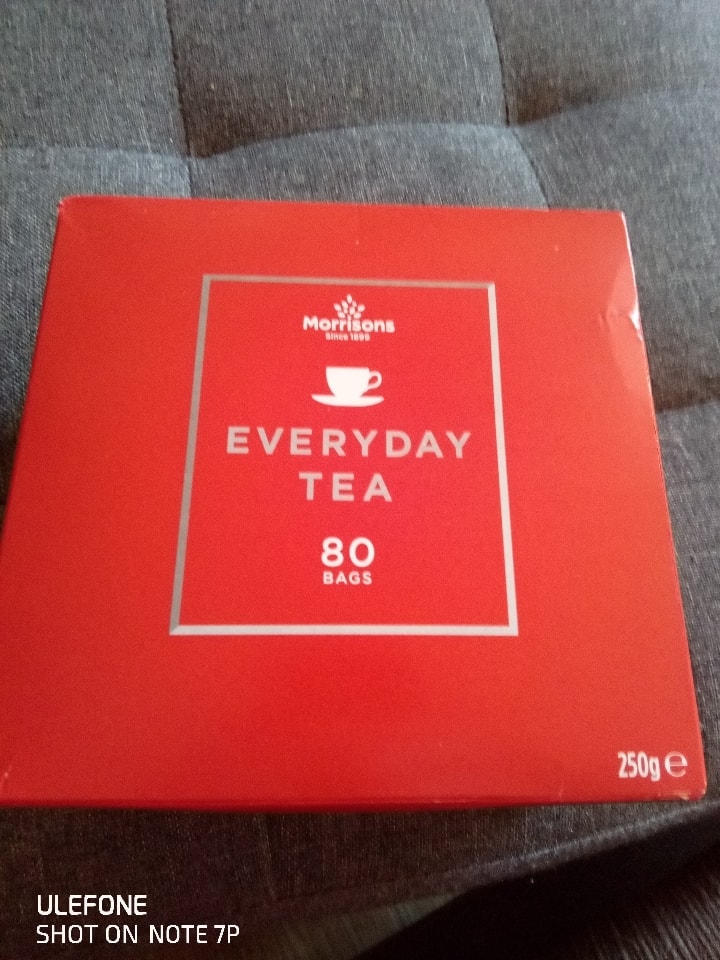 Morrisons
Since 1899
EVERYDAY
TEA
80
BAGS
250g ℮
ULEFONE
SHOT ON NOTE 7P